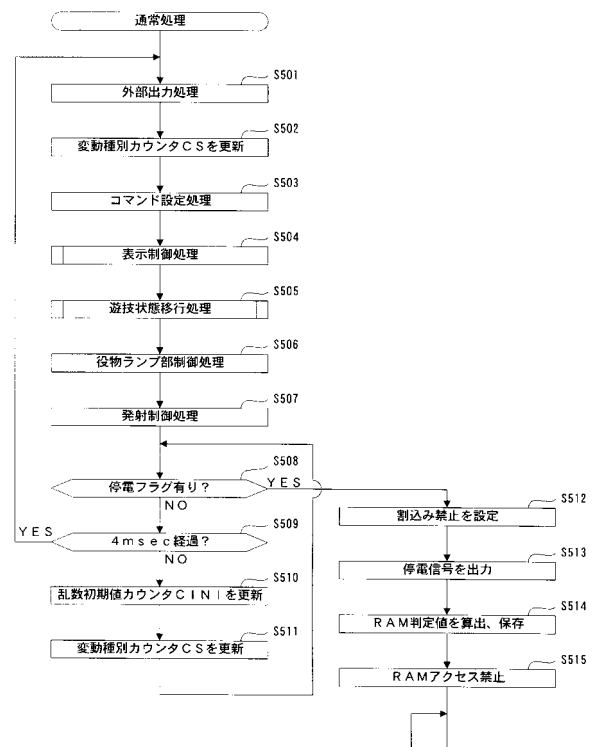 通常処理
S501
外部出力処理
S502
変動種別カウンタCSを更新
S503
コマンド設定処理
S504
表示制御処理
S505
遊技状態移行処理
S506
役物ランプ部制御処理
S507
発射制御処理
S508
停電フラグ有り?
YES
NO
S509
4msec経過?
YES
NO
S510
乱数初期値カウンタCINIを更新
S511
変動種別カウンタCSを更新
S512
割込み禁止を設定
S513
停電信号を出力
S514
RAM判定値を算出、保存
S515
RAMアクセス禁止